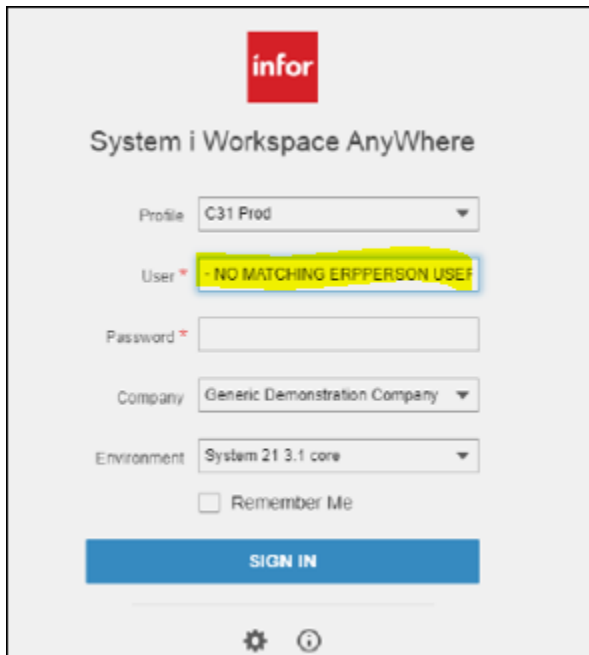 infor
System i Workspace AnyWhere
Profile C31 Prod
User * - NO MATCHING ERPPERSON USER
Password *
Company Generic Demonstration Company
Environment System 21 3.1 core
Remember Me
SIGN IN